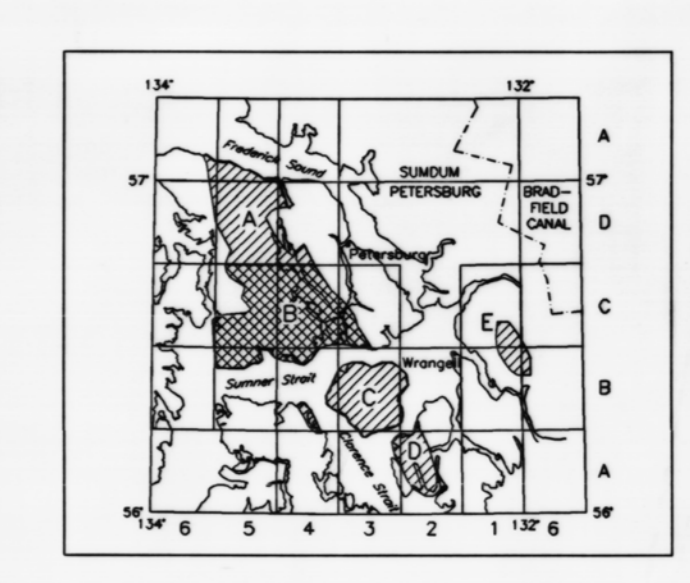 134°
132°
A
Frederick Sound
SUMDUM
57°
57°
PETERSBURG
BRAD-
FIELD
CANAL
A
D
Petersburg
B
C
E
Wrangell
Sumner Strait
C
B
D
Clarence Strait
A
56°
56°
134°
6
5
4
3
2
1
132°
6